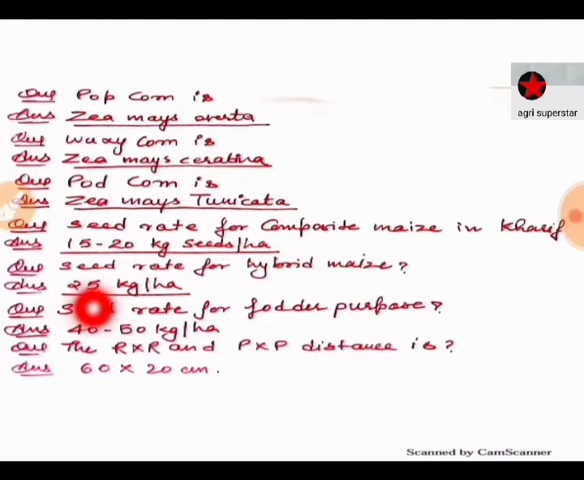 Que Pop Corn is
Ans Zea mays averta
Que Waxy Corn is
Ans Zea mays ceratina
Que Pod Corn is
Ans Zea mays Tunicata
Que Seed rate for Composite maize in Kharif
Ans 15-20 kg Seeds/ha
Que Seed rate for hybrid maize?
Ans 25 kg/ha
Que rate for fodder purpose?
Ans 40-50 kg/ha
Que The RXR and PXP distance is?
Ans 60 x 20 cm.
agri superstar
Scanned by CamScanner